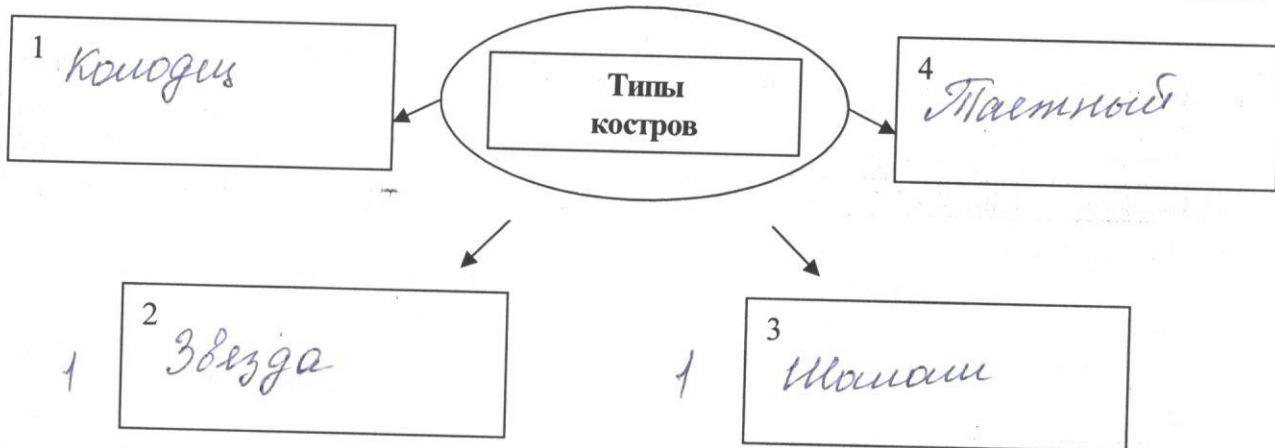 Типы
костров
1 Колодец
4
Таежный
2
Звезда
3
Шалаш
1
1